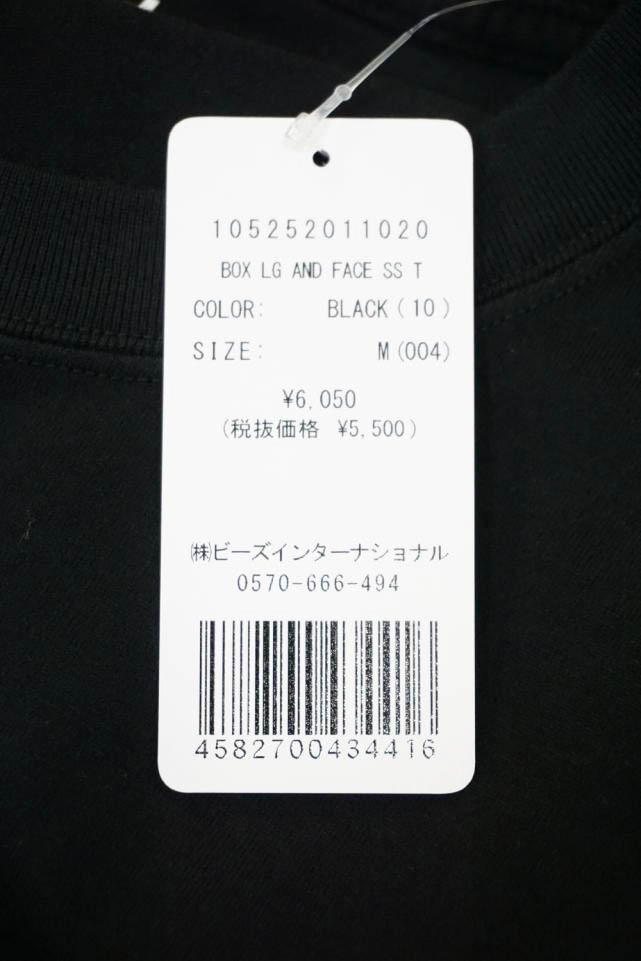 105252011020
BOX LG AND FACE SS T
COLOR: BLACK(10)
SIZE: M(004)
¥6,050
(税抜価格 ¥5,500)
㈱ビーズインターナショナル
0570-666-494
4582700434416